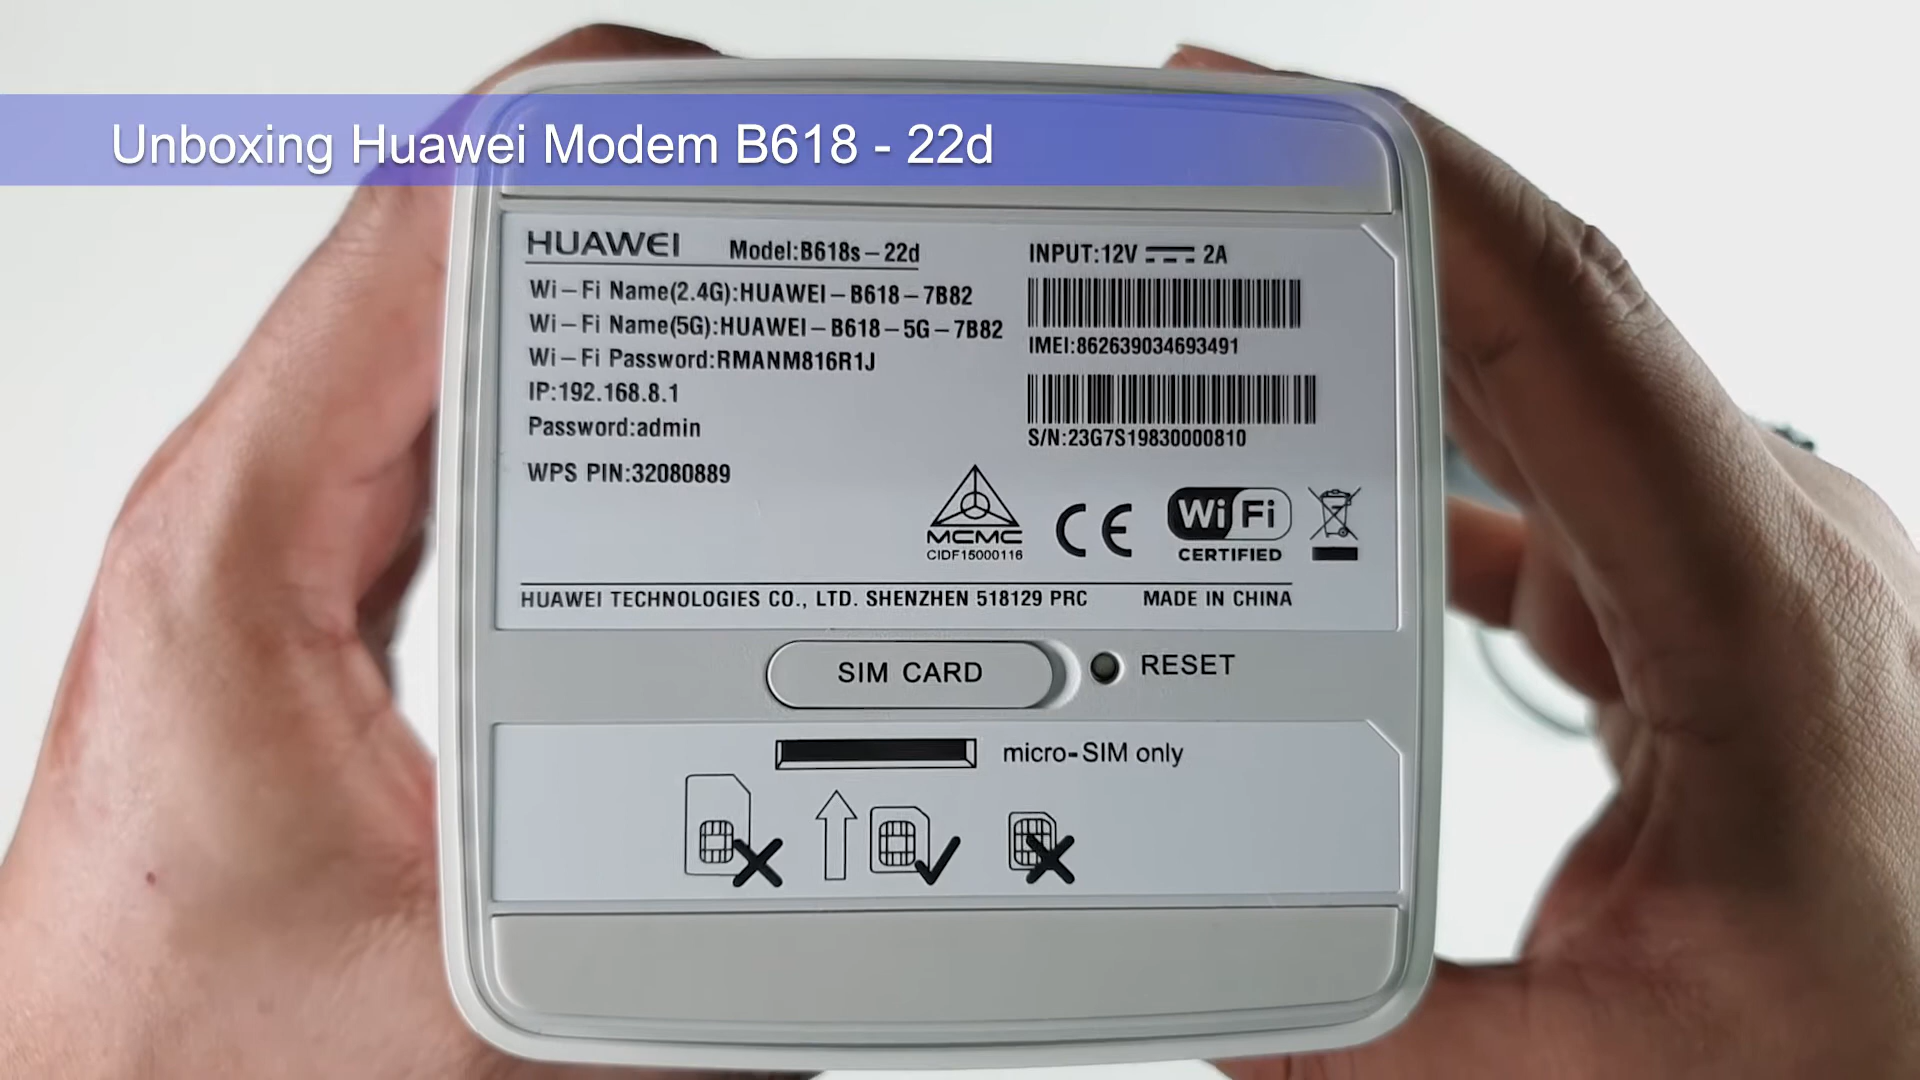 Unboxing Huawei Modem B618 - 22d
HUAWEI Model:B618s-22d
Wi-Fi Name(2.4G):HUAWEI-B618-7B82
Wi-Fi Name(5G):HUAWEI-B618-5G-7B82
Wi-Fi Password:RMANM816R1J
IP:192.168.8.1
Password:admin
WPS PIN:32080889
INPUT:12V 2A
IMEI:862639034693491
S/N:23G7S19830000810
MCMC
CIDF15000116
CE
Wi Fi
CERTIFIED
HUAWEI TECHNOLOGIES CO., LTD. SHENZHEN 518129 PRC MADE IN CHINA
SIM CARD RESET
micro-SIM only